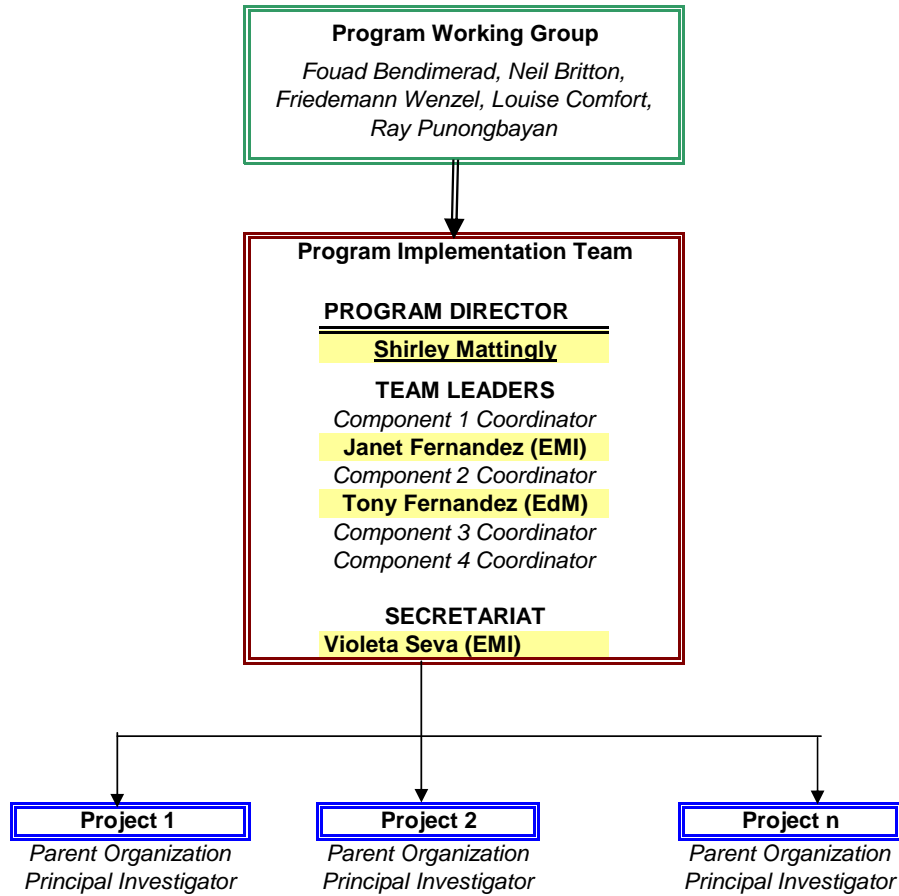 Program Working Group
Fouad Bendimerad, Neil Britton,
Friedemann Wenzel, Louise Comfort,
Ray Punongbayan
Program Implementation Team
PROGRAM DIRECTOR
Shirley Mattingly
TEAM LEADERS
Component 1 Coordinator
Janet Fernandez (EMI)
Component 2 Coordinator
Tony Fernandez (EdM)
Component 3 Coordinator
Component 4 Coordinator
SECRETARIAT
Violeta Seva (EMI)
Project 1
Parent Organization
Principal Investigator
Project 2
Parent Organization
Principal Investigator
Project n
Parent Organization
Principal Investigator